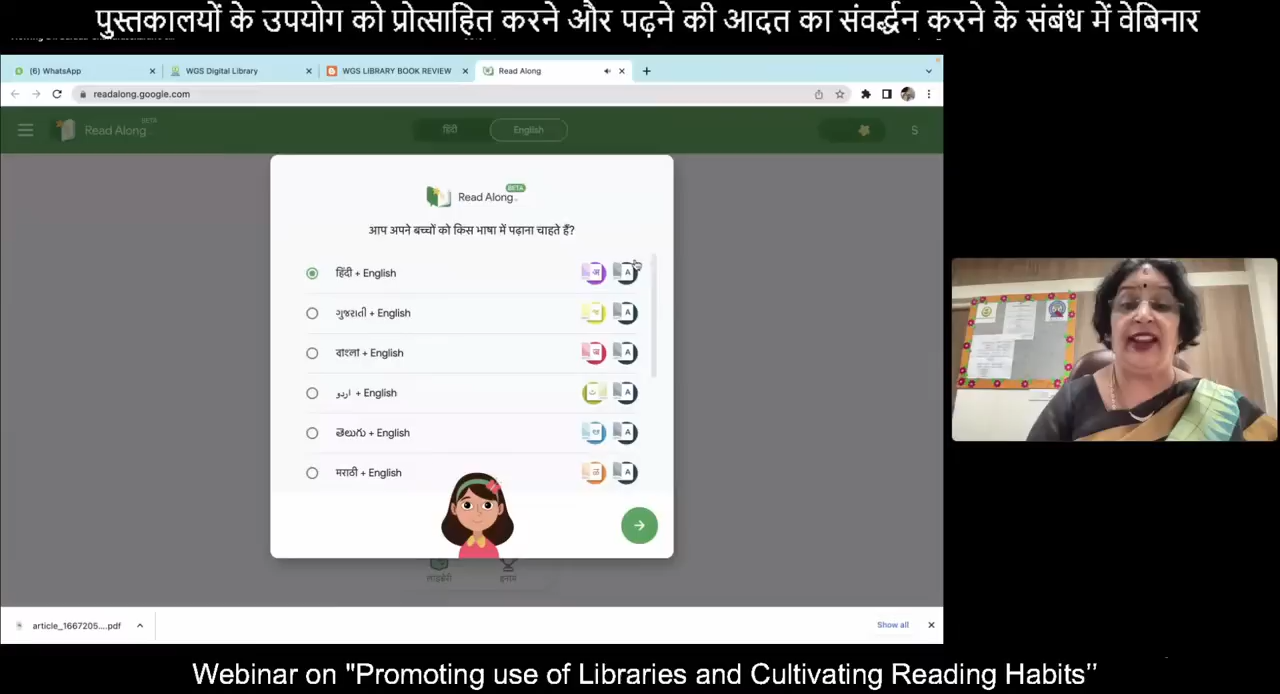 पुस्तकालयों के उपयोग को प्रोत्साहित करने और पढ़ने की आदत का संवर्द्धन करने के संबंध में वेबिनार
(6) WhatsApp
WGS Digital Library
WGS LIBRARY BOOK REVIEW
Read Along
readalong.google.com
Read Along BETA
हिंदी
English
S
Read Along BETA
आप अपने बच्चों को किस भाषा में पढ़ाना चाहते हैं?
हिंदी + English
ગુજરાતી + English
বাংলা + English
اردو + English
తెలుగు + English
मराठी + English
लाइब्रेरी
इनाम
article_1667205....pdf
Show all
Webinar on "Promoting use of Libraries and Cultivating Reading Habits''